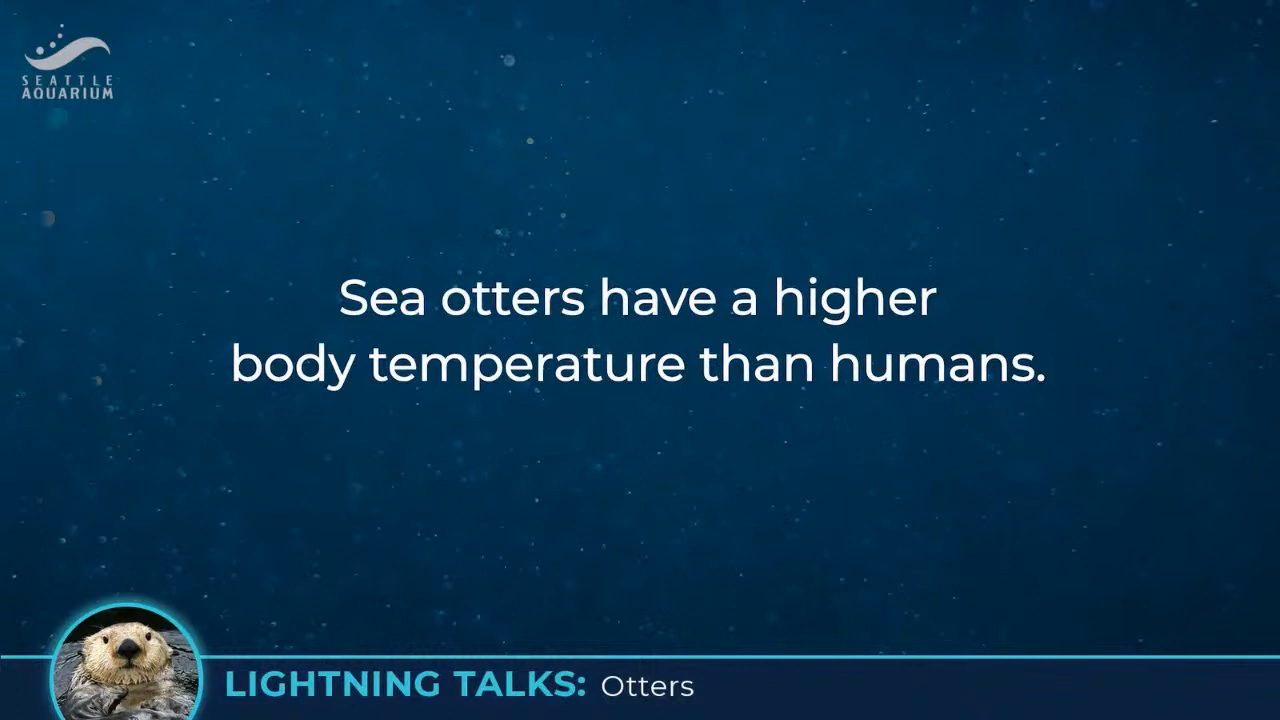 SEATTLE
AQUARIUM
Sea otters have a higher
body temperature than humans.
LIGHTNING TALKS: Otters